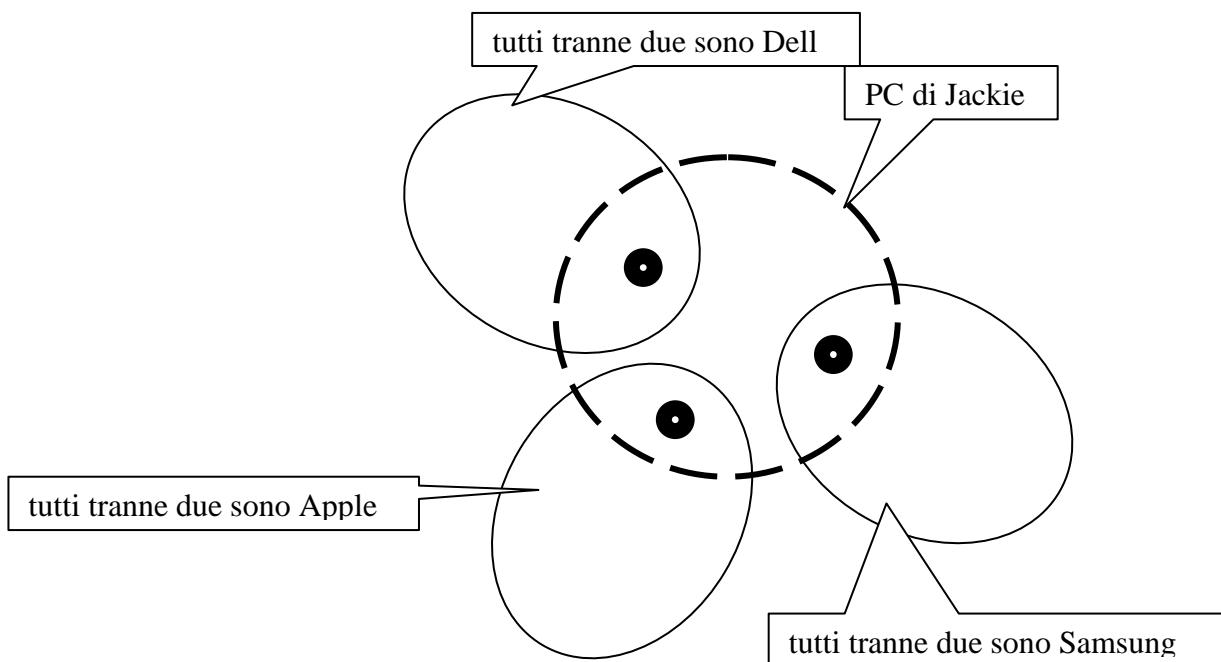 tutti tranne due sono Dell
PC di Jackie
tutti tranne due sono Apple
tutti tranne due sono Samsung